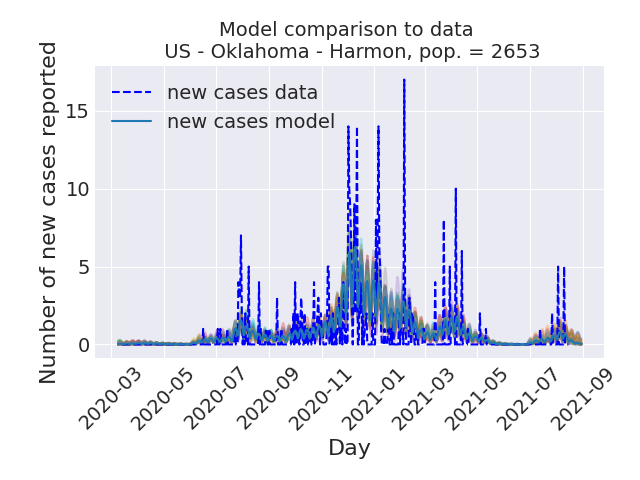 Model comparison to data
US - Oklahoma - Harmon, pop. = 2653
new cases data
new cases model
Number of new cases reported
15
10
5
0
2020-03
2020-05
2020-07
2020-09
2020-11
2021-01
2021-03
2021-05
2021-07
2021-09
Day